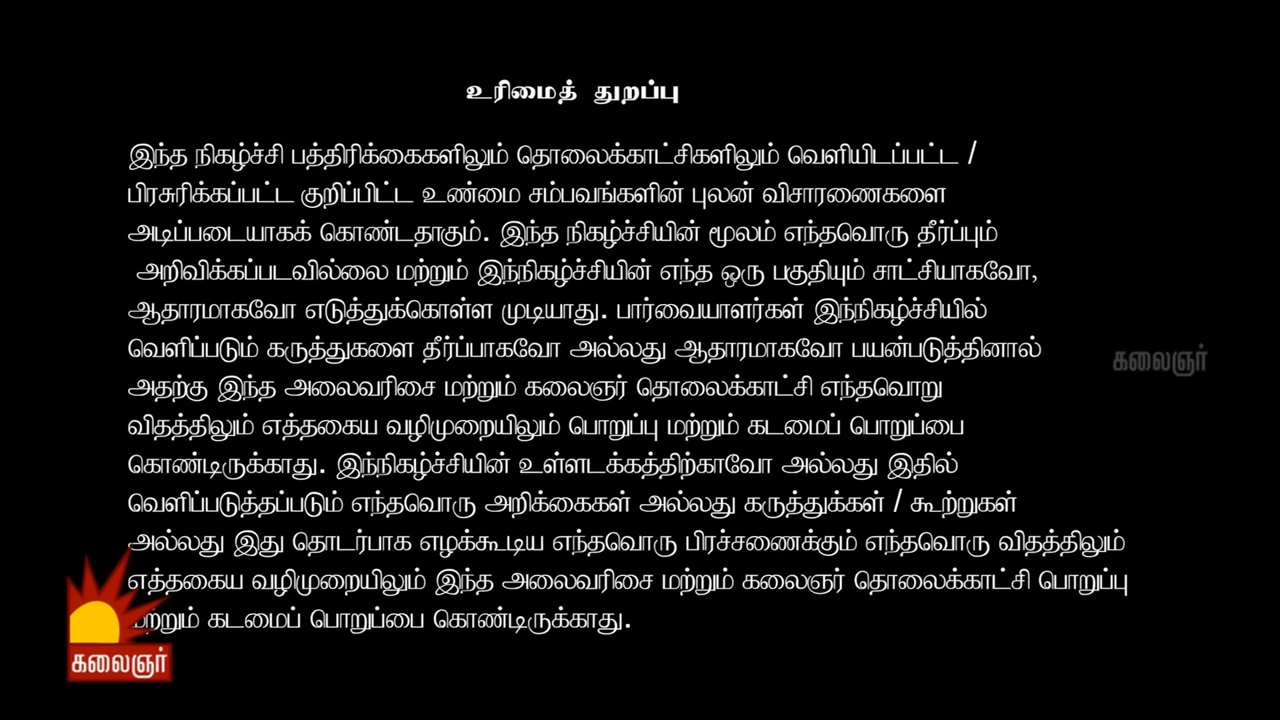 உரிமைத் துறப்பு
இந்த நிகழ்ச்சி பத்திரிக்கைகளிலும் தொலைக்காட்சிகளிலும் வெளியிடப்பட்ட /
பிரசுரிக்கப்பட்ட குறிப்பிட்ட உண்மை சம்பவங்களின் புலன் விசாரணைகளை
அடிப்படையாகக் கொண்டதாகும். இந்த நிகழ்ச்சியின் மூலம் எந்தவொரு தீர்ப்பும்
அறிவிக்கப்படவில்லை மற்றும் இந்நிகழ்ச்சியின் எந்த ஒரு பகுதியும் சாட்சியாகவோ,
ஆதாரமாகவோ எடுத்துக்கொள்ள முடியாது. பார்வையாளர்கள் இந்நிகழ்ச்சியில்
வெளிப்படும் கருத்துகளை தீர்ப்பாகவோ அல்லது ஆதாரமாகவோ பயன்படுத்தினால்
கலைஞர்
அதற்கு இந்த அலைவரிசை மற்றும் கலைஞர் தொலைக்காட்சி எந்தவொறு
விதத்திலும் எத்தகைய வழிமுறையிலும் பொறுப்பு மற்றும் கடமைப் பொறுப்பை
கொண்டிருக்காது. இந்நிகழ்ச்சியின் உள்ளடக்கத்திற்காவோ அல்லது இதில்
வெளிப்படுத்தப்படும் எந்தவொரு அறிக்கைகள் அல்லது கருத்துக்கள் / கூற்றுகள்
அல்லது இது தொடர்பாக எழக்கூடிய எந்தவொரு பிரச்சணைக்கும் எந்தவொரு விதத்திலும்
எத்தகைய வழிமுறையிலும் இந்த அலைவரிசை மற்றும் கலைஞர் தொலைக்காட்சி பொறுப்பு
மற்றும் கடமைப் பொறுப்பை கொண்டிருக்காது.
கலைஞர்